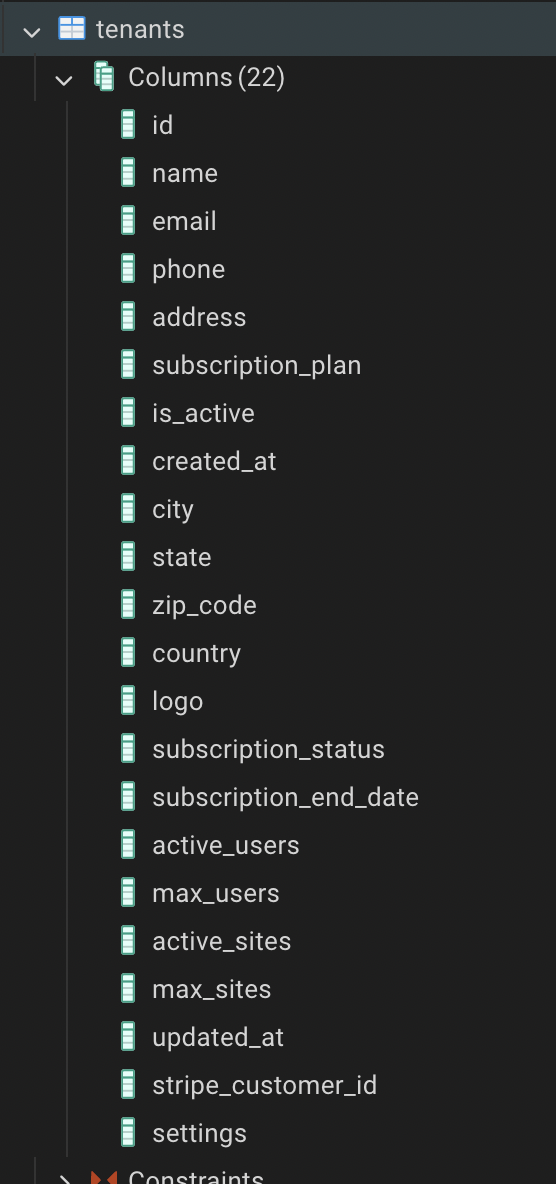 tenants
Columns (22)
id
name
email
phone
address
subscription_plan
is_active
created_at
city
state
zip_code
country
logo
subscription_status
subscription_end_date
active_users
max_users
active_sites
max_sites
updated_at
stripe_customer_id
settings
Constraints